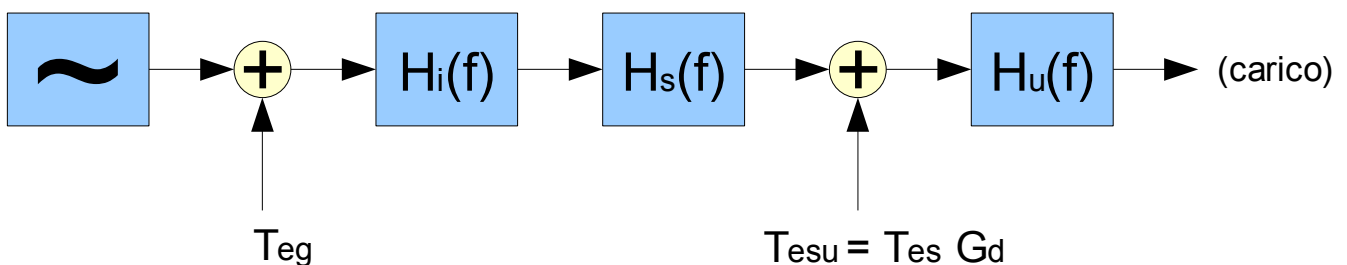 ~ + Hi(f) Hs(f) + Hu(f) (carico)
Teg Tesu = Tes Gd